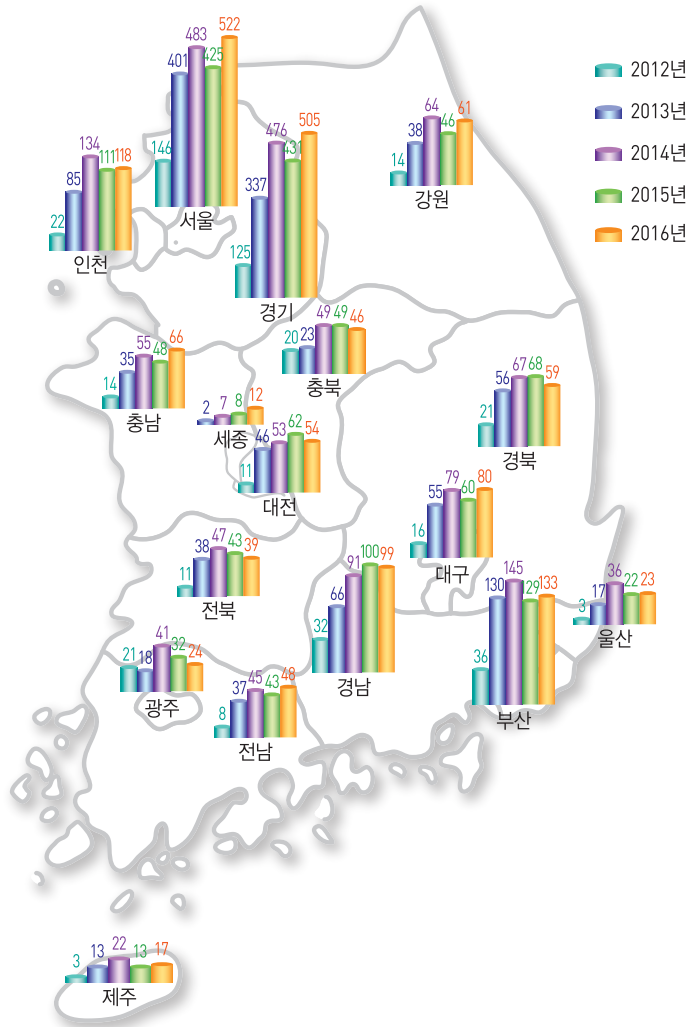 2012년
2013년
2014년
2015년
2016년
146 401 483 425 522
서울
22 85 134 111 118
인천
125 337 476 431 505
경기
14 38 64 46 61
강원
20 23 49 49 46
충북
14 35 55 48 66
충남
2 7 8 12
세종
11 46 53 62 54
대전
21 56 67 68 59
경북
16 55 79 60 80
대구
11 38 47 43 39
전북
32 66 91 100 99
경남
3 17 36 22 23
울산
36 130 145 129 133
부산
21 18 41 32 24
광주
8 37 45 43 48
전남
3 13 22 13 17
제주